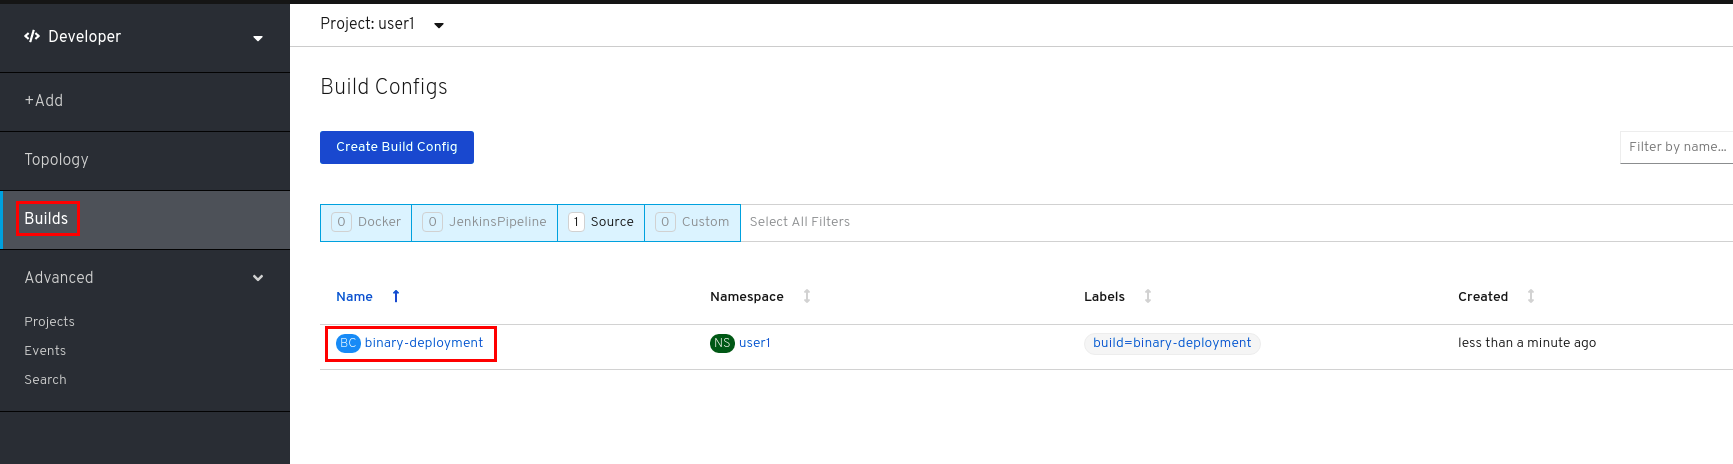 Developer
+Add
Topology
Builds
Advanced
Projects
Events
Search
Project: user1
Build Configs
Create Build Config
Filter by name...
0 Docker 0 JenkinsPipeline 1 Source 0 Custom Select All Filters
Name Namespace Labels Created
BC binary-deployment NS user1 build=binary-deployment less than a minute ago